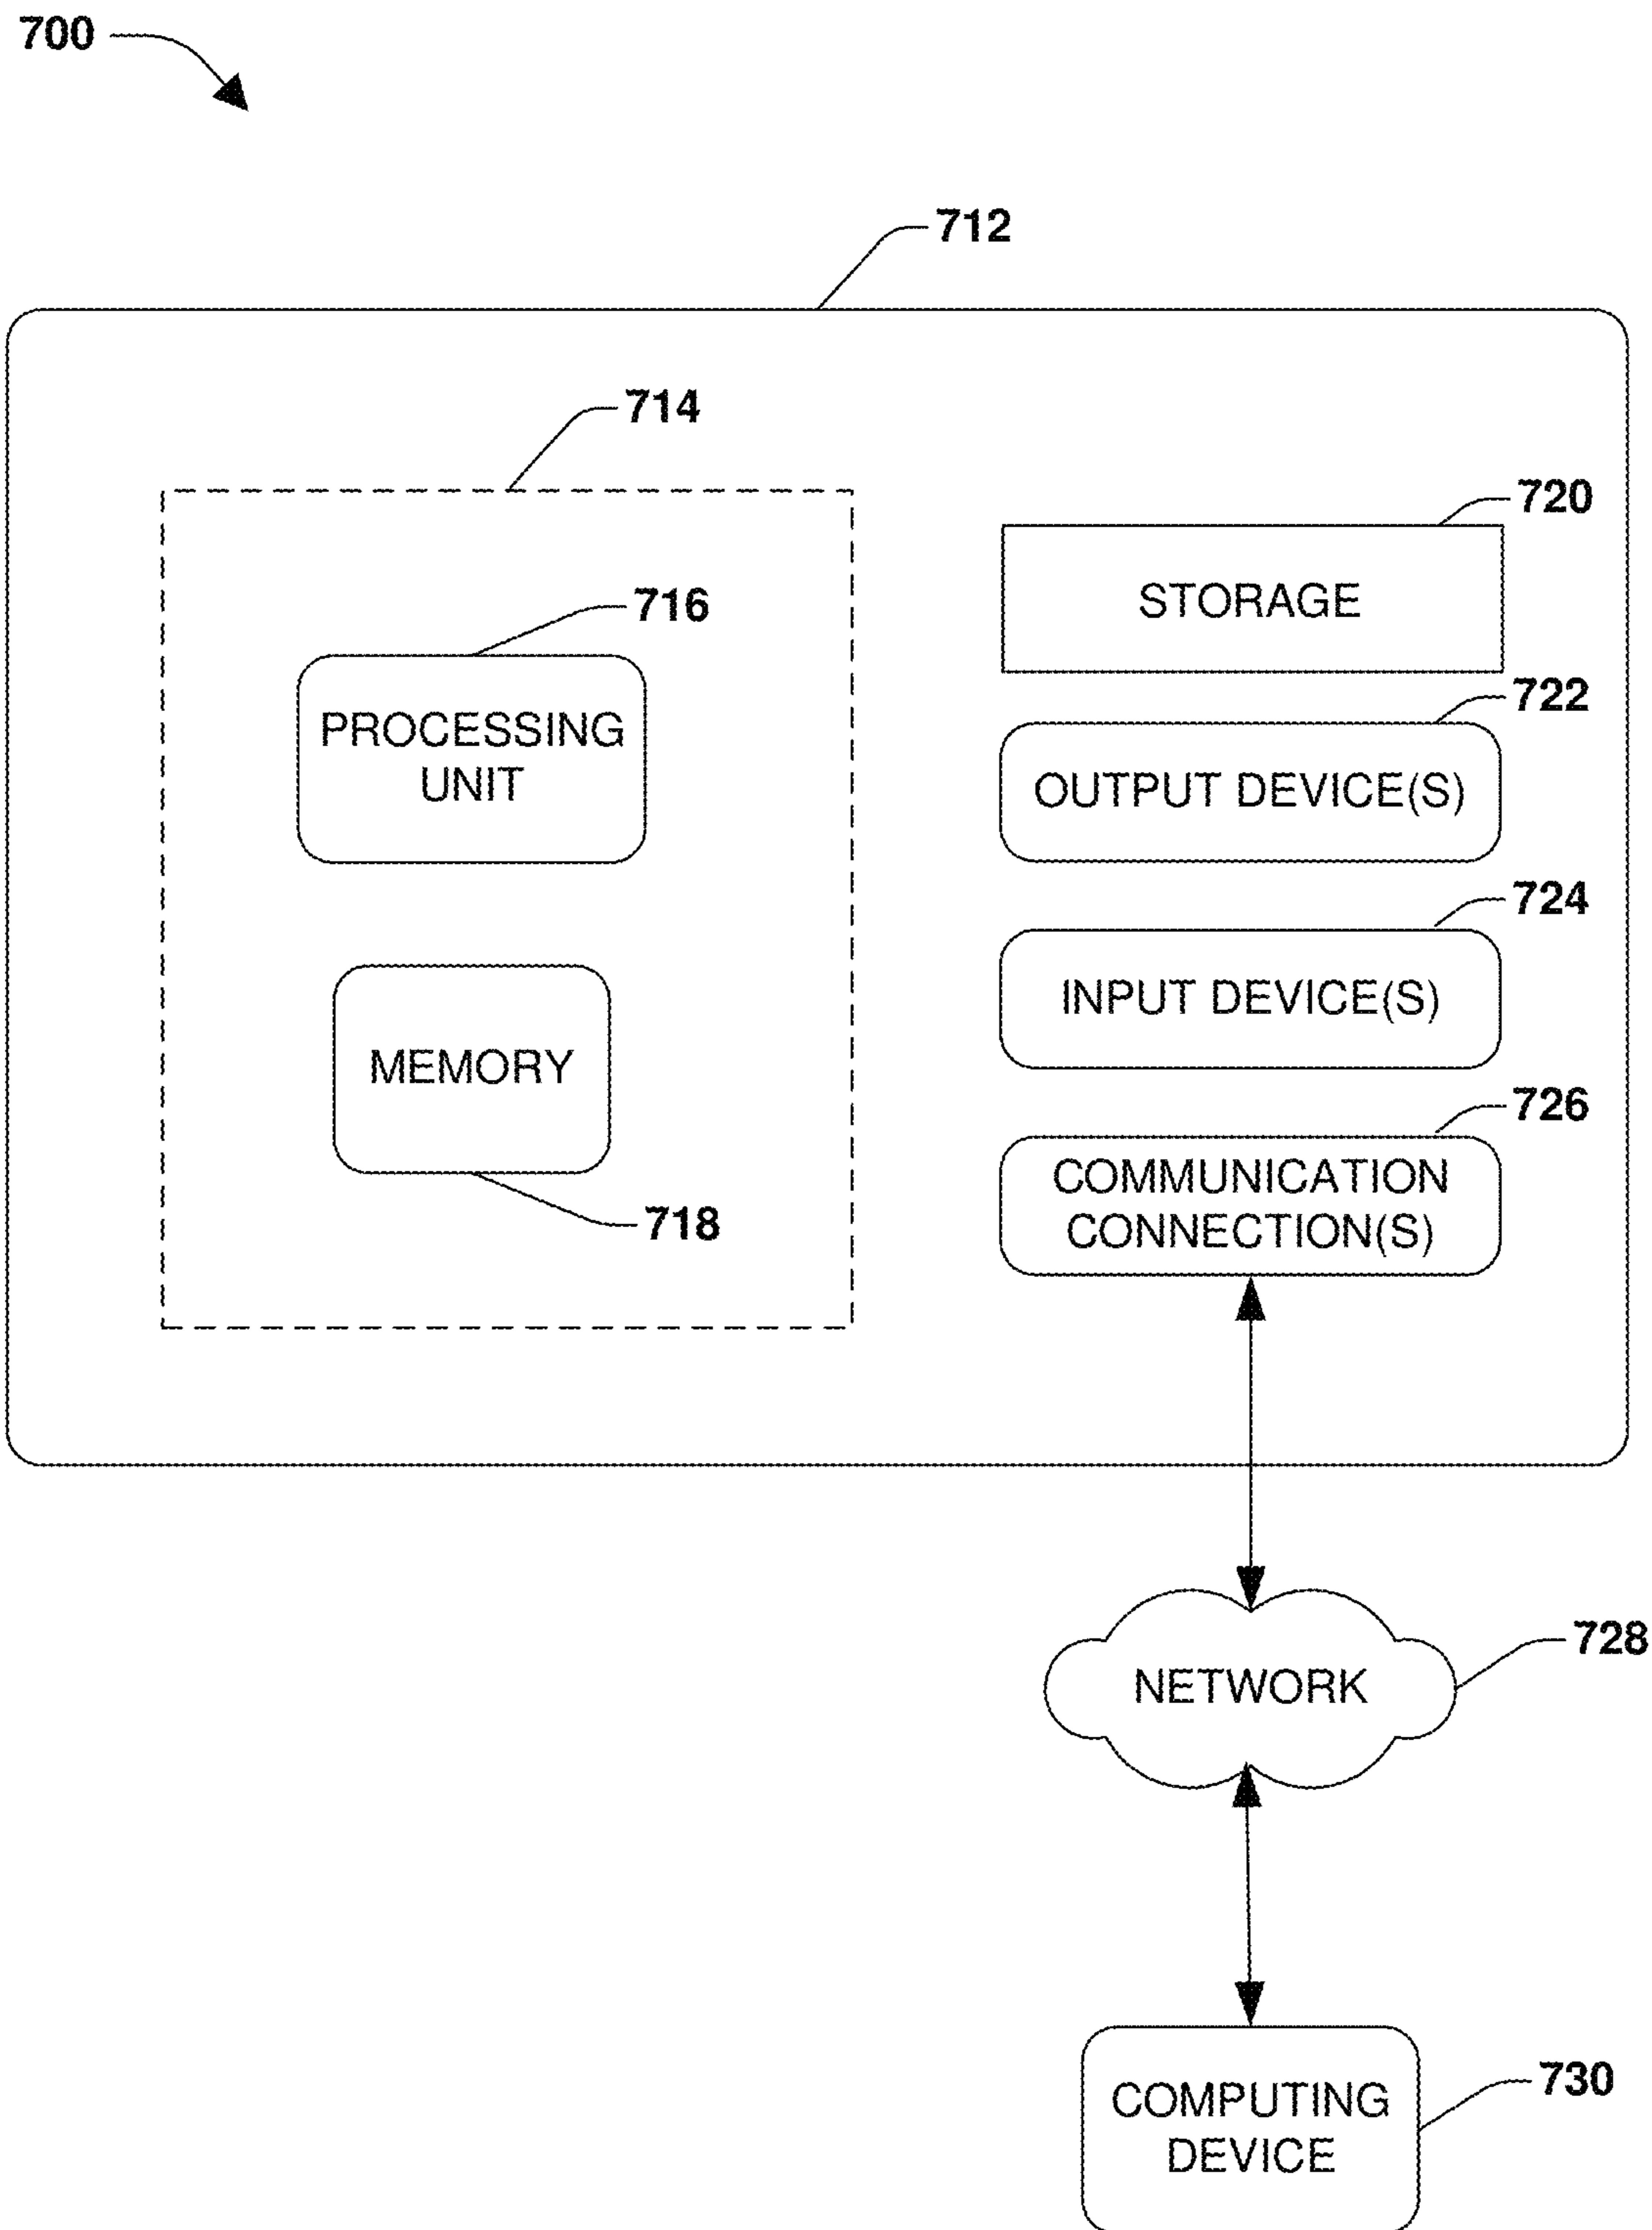 700
712
714
720
STORAGE
716
PROCESSING
UNIT
722
OUTPUT DEVICE(S)
724
INPUT DEVICE(S)
MEMORY
718
726
COMMUNICATION
CONNECTION(S)
728
NETWORK
730
COMPUTING
DEVICE